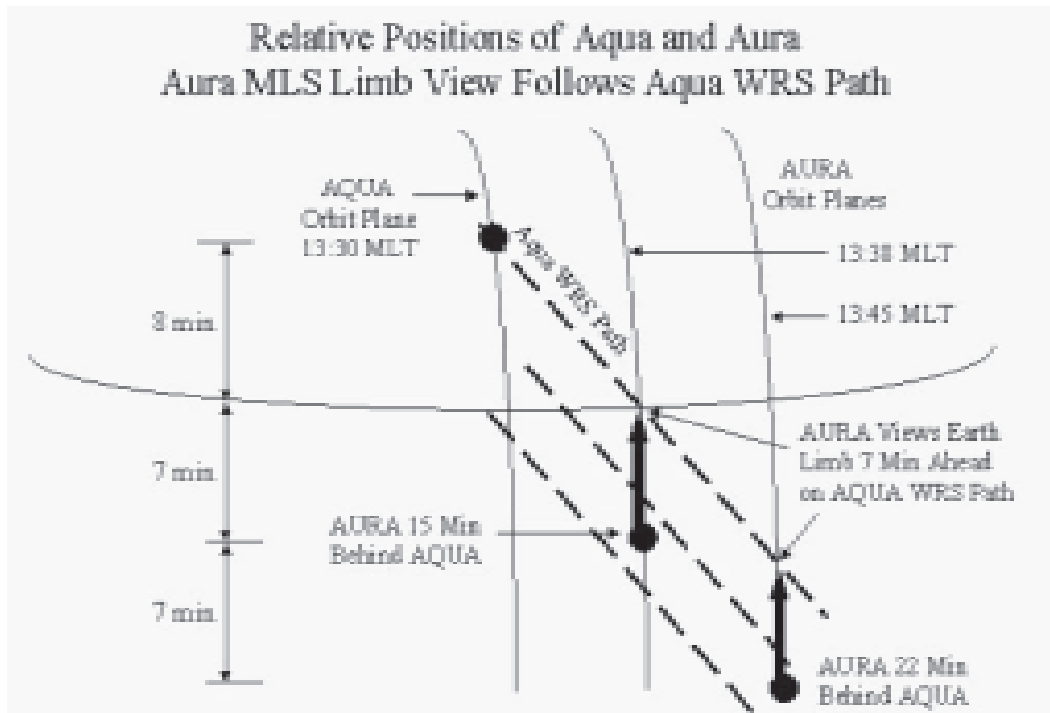 Relative Positions of Aqua and Aura
Aura MLS Limb View Follows Aqua WRS Path
AQUA
Orbit Plane
13:30 MLT
AURA
Orbit Planes
Aqua WRS Path
13:38 MLT
13:45 MLT
8 min.
7 min.
7 min.
AURA Views Earth
Limb 7 Min Ahead
on AQUA WRS Path
AURA 15 Min
Behind AQUA
AURA 22 Min
Behind AQUA